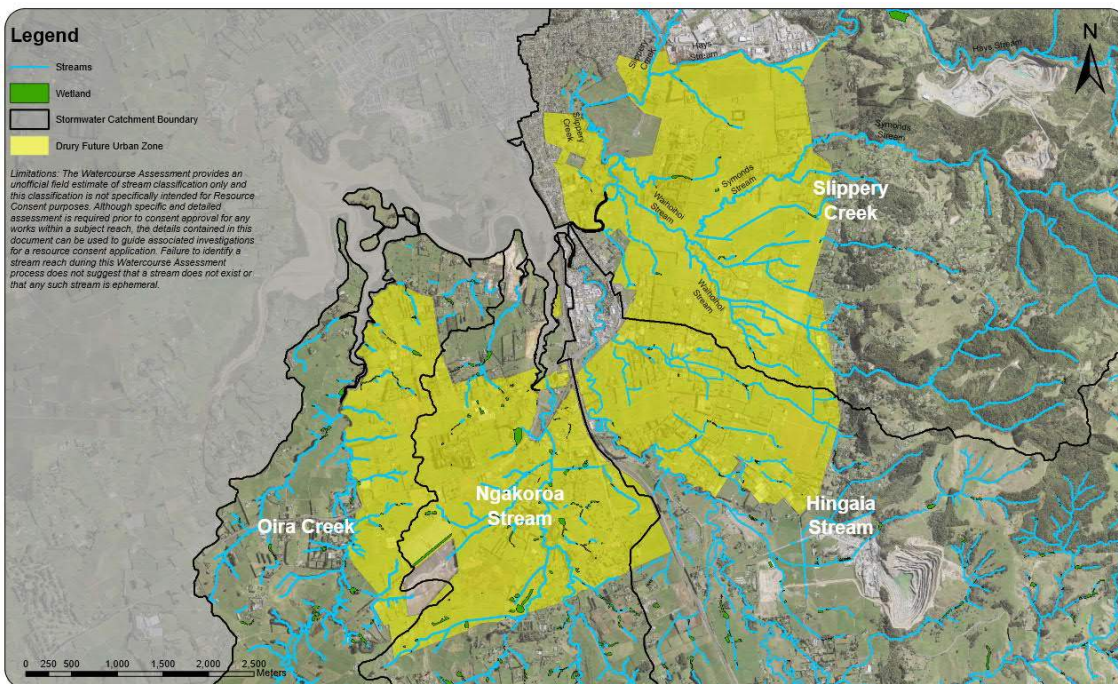 Legend
Streams
Wetland
Stormwater Catchment Boundary
Drury Future Urban Zone
Limitations: The Watercourse Assessment provides an
unofficial field estimate of stream classification only and
this classification is not specifically intended for Resource
Consent purposes. Although specific and detailed
assessment is required prior to consent approval for any
works within a subject reach, the details contained in this
document can be used to guide associated investigations
for a resource consent application. Failure to identify a
stream reach during this Watercourse Assessment
process does not suggest that a stream does not exist or
that any such stream is ephemeral.
N
Slippery
Creek
Hays
Stream
Hays Stream
Slippery
Creek
Symonds
Stream
Symonds
Stream
Slippery
Creek
Waihoihoi
Stream
Waihoihoi
Stream
Ngakoroa
Stream
Hingaia
Stream
Oira Creek
0 250 500 1,000 1,500 2,000 2,500
Meters